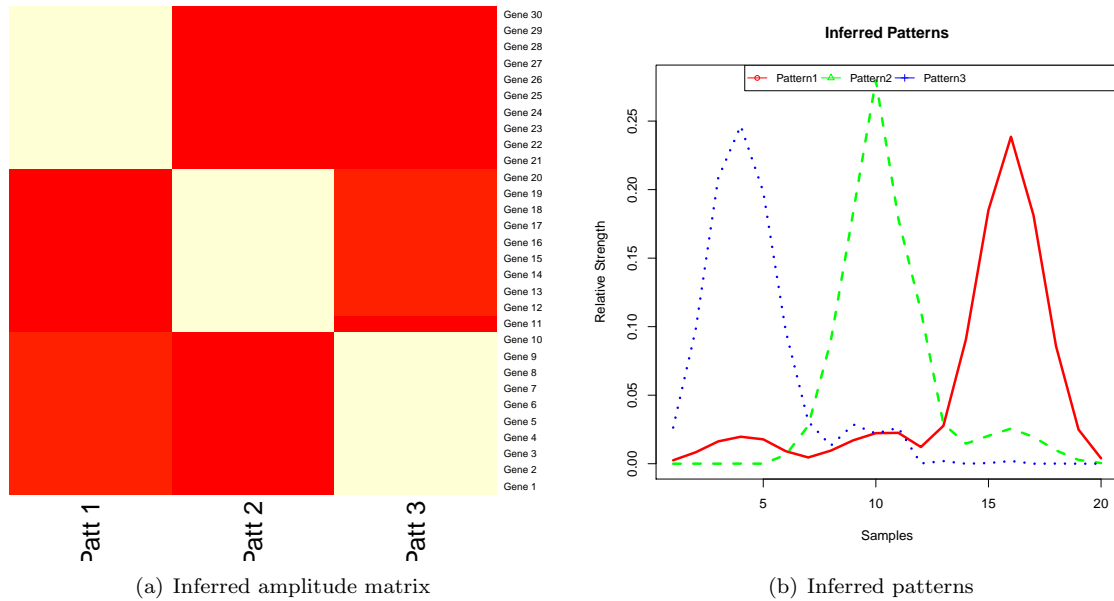 Gene 30
Gene 29
Gene 28
Gene 27
Gene 26
Gene 25
Gene 24
Gene 23
Gene 22
Gene 21
Gene 20
Gene 19
Gene 18
Gene 17
Gene 16
Gene 15
Gene 14
Gene 13
Gene 12
Gene 11
Gene 10
Gene 9
Gene 8
Gene 7
Gene 6
Gene 5
Gene 4
Gene 3
Gene 2
Gene 1
Patt 1
Patt 2
Patt 3
(a) Inferred amplitude matrix
Inferred Patterns
Pattern1 Pattern2 Pattern3
Relative Strength
0.25
0.20
0.15
0.10
0.05
0.00
5 10 15 20
Samples
(b) Inferred patterns